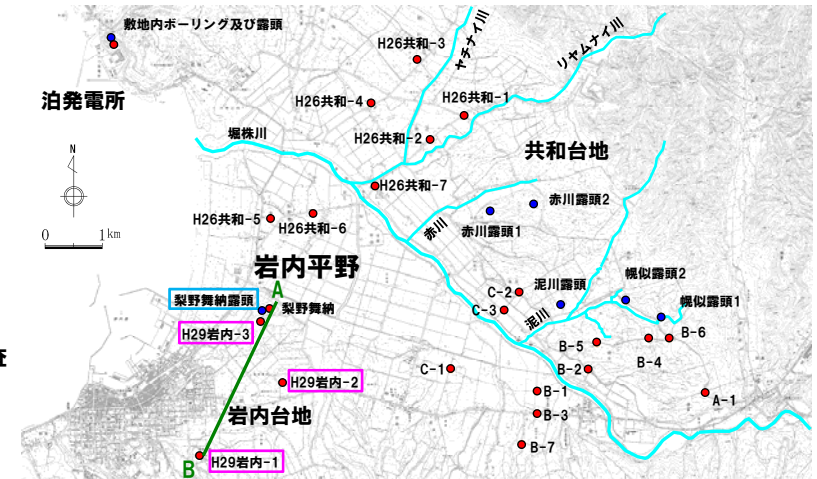 敷地内ボーリング及び露頭
泊発電所
H26共和-3
ヤチナイ川
リヤムナイ川
H26共和-4
H26共和-1
H26共和-2
堀株川
共和台地
N
H26共和-7
0 1km
H26共和-5
H26共和-6
赤川
赤川露頭1
赤川露頭2
岩内平野
A
梨野舞納露頭
梨野舞納
H29岩内-3
C-2
C-3
泥川露頭
泥川
幌似露頭2
幌似露頭1
B-5
B-4
B-6
査
H29岩内-2
C-1
B-2
B-1
A-1
岩内台地
B-3
B-7
B
H29岩内-1